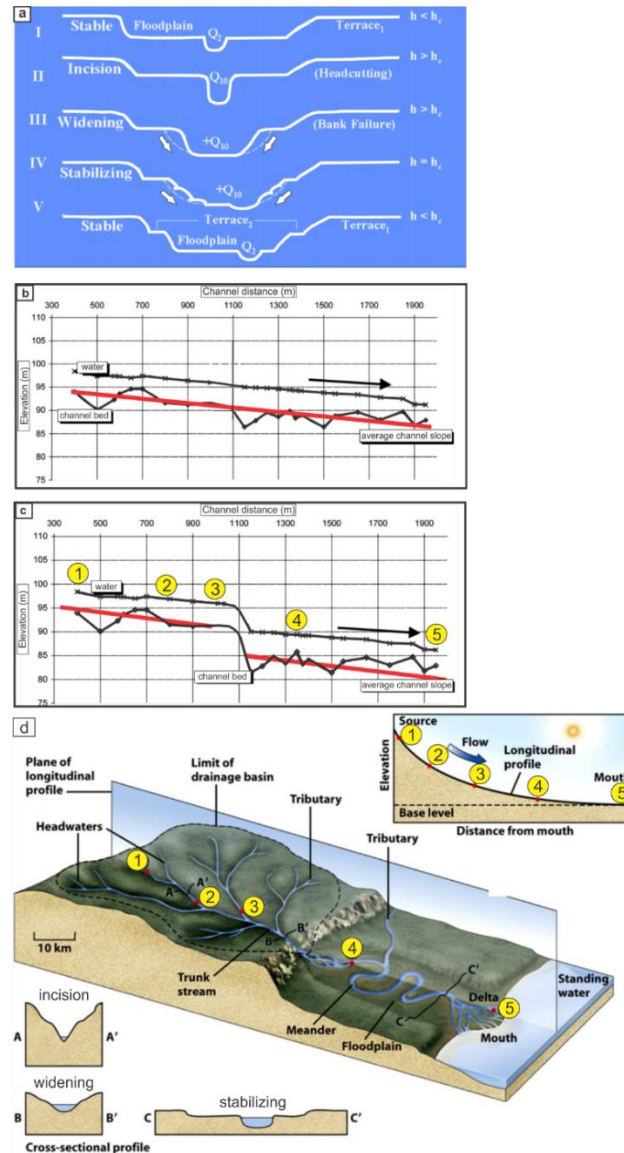 a
I
Stable
Floodplain
Q2
Terrace1
h < hc
II
Incision
Q10
(Headcutting)
h > hc
III
Widening
+Q10
(Bank Failure)
h > hc
IV
Stabilizing
+Q10
h = hc
V
Stable
Terrace2
Floodplain
Q2
Terrace1
h < hc
b
Channel distance (m)
300 500 700 900 1100 1300 1500 1700 1900
Elevation (m)
110
105
100
95
90
85
80
75
water
channel bed
average channel slope
c
Channel distance (m)
300 500 700 900 1100 1300 1500 1700 1900
Elevation (m)
110
105
100
95
90
85
80
75
1
water
2
3
4
5
channel bed
average channel slope
d
Source
1
Flow
2
Longitudinal
profile
3
4
Mouth
5
Elevation
Base level
Distance from mouth
Plane of
longitudinal
profile
Limit of
drainage basin
Tributary
Tributary
Headwaters
1
A
A'
2
3
B
B'
4
10 km
Trunk
stream
Meander
Floodplain
C
C'
Delta
5
Mouth
Standing
water
incision
A A'
widening
B B'
stabilizing
C C'
Cross-sectional profile